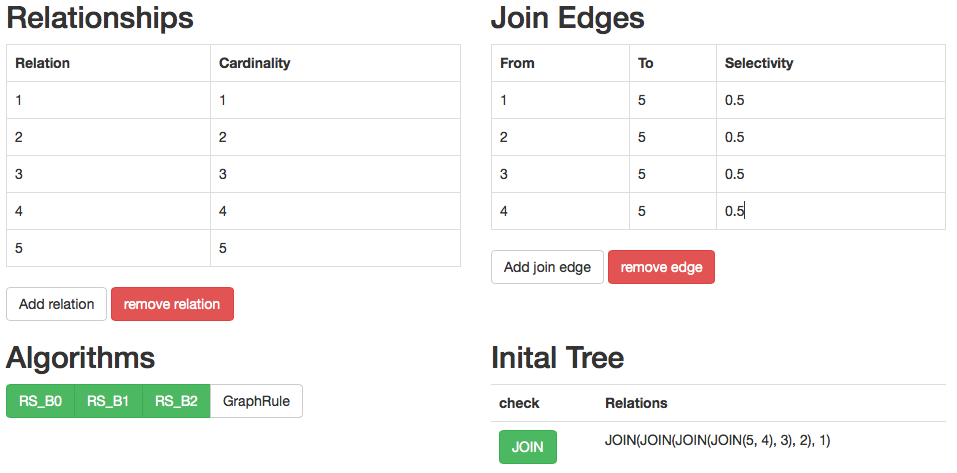 Relationships
Relation Cardinality
1 1
2 2
3 3
4 4
5 5
Add relation remove relation
Join Edges
From To Selectivity
1 5 0.5
2 5 0.5
3 5 0.5
4 5 0.5
Add join edge remove edge
Algorithms
RS_B0 RS_B1 RS_B2 GraphRule
Inital Tree
check Relations
JOIN JOIN(JOIN(JOIN(JOIN(5, 4), 3), 2), 1)